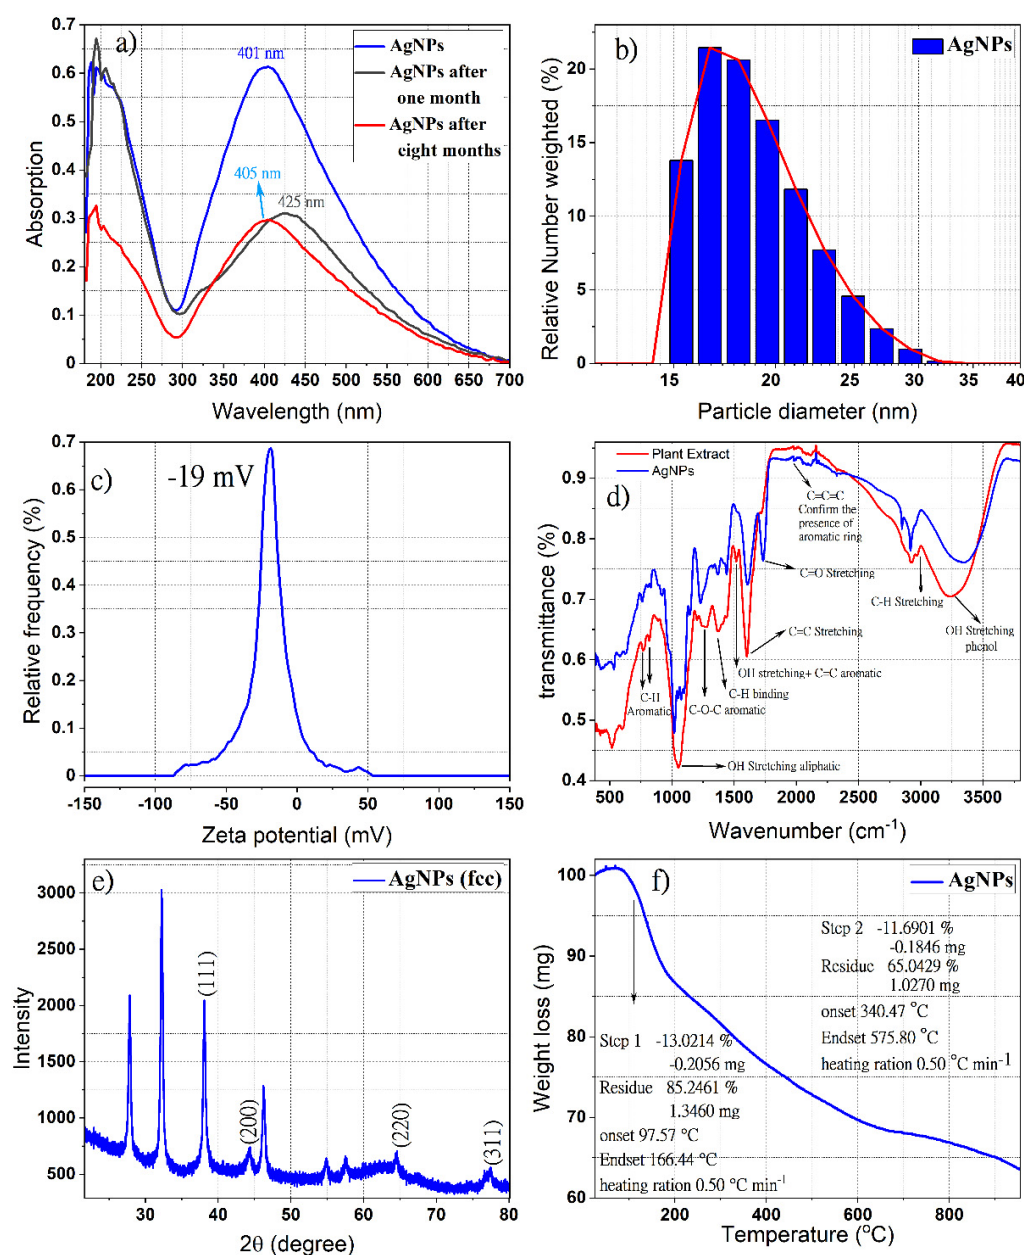 a)
AgNPs
AgNPs after
one month
AgNPs after
eight months
401 nm
405 nm
425 nm
0.7
0.6
0.5
0.4
0.3
0.2
0.1
0
200 250 300 350 400 450 500 550 600 650 700
Absorption
Wavelength (nm)
b)
AgNPs
20
15
10
5
0
15 20 25 30 35 40
Relative Number weighted (%)
Particle diameter (nm)
c)
-19 mV
0.7
0.6
0.5
0.4
0.3
0.2
0.1
0
-150 -100 -50 0 50 100 150
Relative frequency (%)
Zeta potential (mV)
d)
Plant Extract
AgNPs
C=C=C
Confirm the
presence of
aromatic ring
C=O Stretching
C-H Stretching
OH Stretching
phenol
C=C Stretching
OH stretching+ C=C aromatic
C-H binding
C-O-C aromatic
C-H
Aromatic
OH Stretching aliphatic
0.9
0.8
0.7
0.6
0.5
0.4
500 1000 1500 2000 2500 3000 3500
transmittance (%)
Wavenumber (cm⁻¹)
e)
AgNPs (fcc)
(111)
(200)
(220)
(311)
3000
2500
2000
1500
1000
500
30 40 50 60 70 80
Intensity
2θ (degree)
f)
AgNPs
Step 2 -11.6901 %
-0.1846 mg
Residue 65.0429 %
1.0270 mg
onset 340.47 °C
Endset 575.80 °C
heating ration 0.50 °C min⁻¹
Step 1 -13.0214 %
-0.2056 mg
Residue 85.2461 %
1.3460 mg
onset 97.57 °C
Endset 166.44 °C
heating ration 0.50 °C min⁻¹
100
90
80
70
60
200 400 600 800
Weight loss (mg)
Temperature (°C)